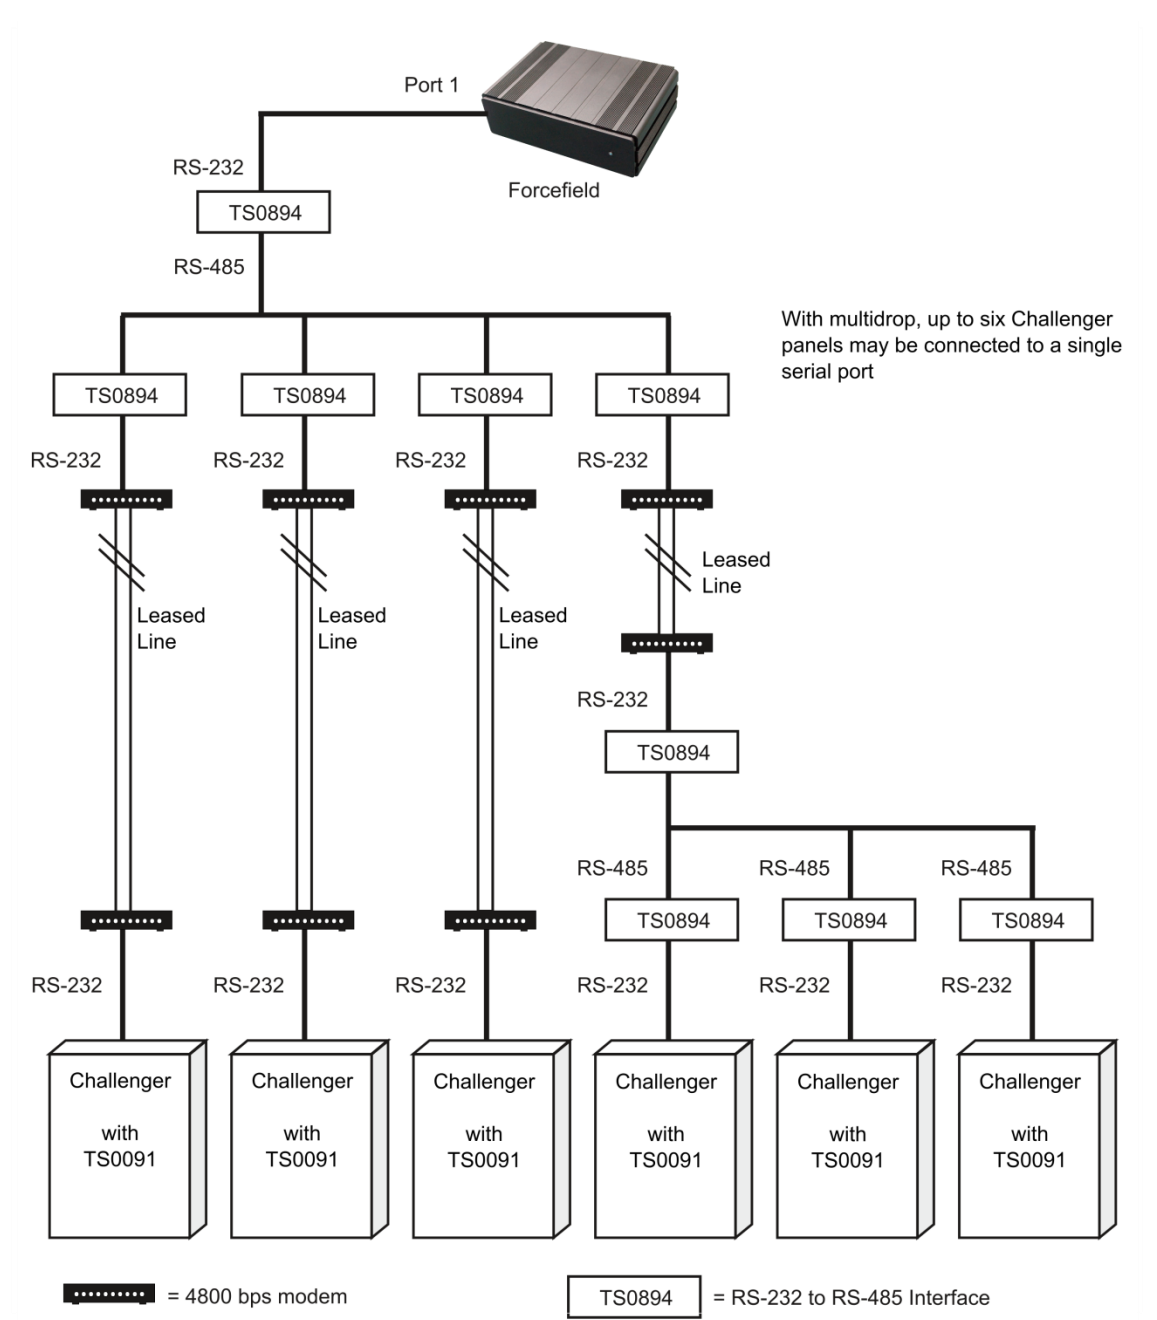 Port 1
RS-232
Forcefield
TS0894
RS-485
With multidrop, up to six Challenger
panels may be connected to a single
serial port
TS0894 TS0894 TS0894 TS0894
RS-232 RS-232 RS-232 RS-232
Leased
Line
Leased Leased Leased
Line Line Line
RS-232
TS0894
RS-485 RS-485 RS-485
TS0894 TS0894 TS0894
RS-232 RS-232 RS-232 RS-232 RS-232 RS-232
Challenger Challenger Challenger Challenger Challenger Challenger
with with with with with with
TS0091 TS0091 TS0091 TS0091 TS0091 TS0091
= 4800 bps modem
TS0894 = RS-232 to RS-485 Interface